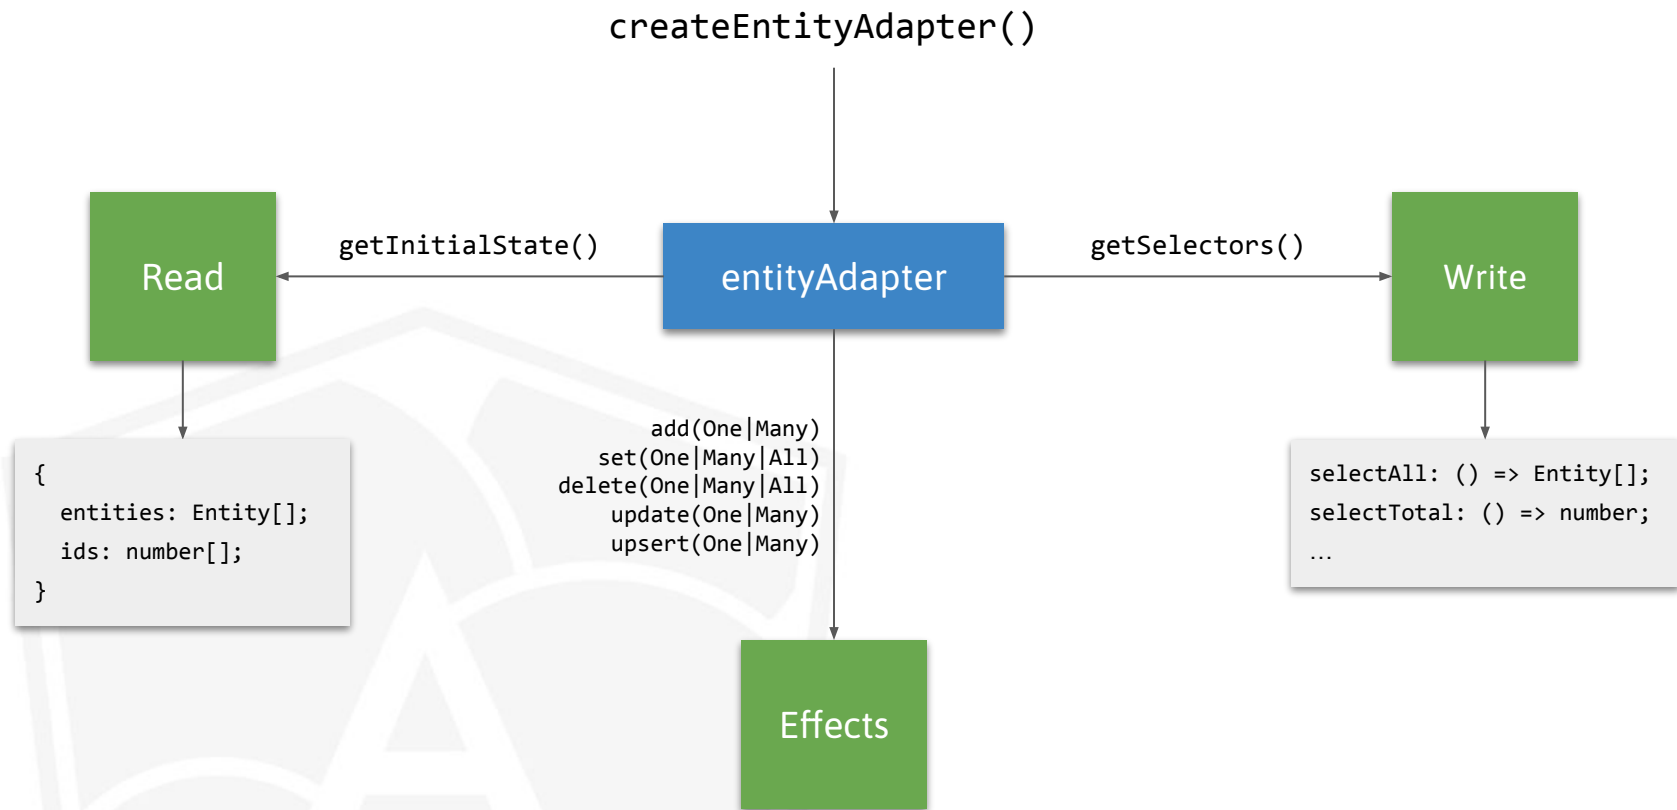 createEntityAdapter()
Read
getInitialState()
entityAdapter
getSelectors()
Write
{
entities: Entity[];
ids: number[];
}
add(One|Many)
set(One|Many|All)
delete(One|Many|All)
update(One|Many)
upsert(One|Many)
selectAll: () => Entity[];
selectTotal: () => number;
...
Effects